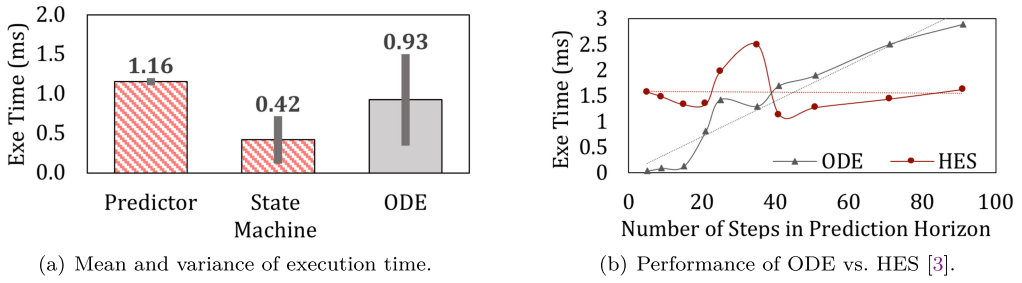 Exe Time (ms)
2.0
1.5
1.0
0.5
0.0
1.16
0.42
0.93
Predictor
State
Machine
ODE
(a) Mean and variance of execution time.
Exe Time (ms)
3
2.5
2
1.5
1
0.5
0
ODE
HES
0
20
40
60
80
100
Number of Steps in Prediction Horizon
(b) Performance of ODE vs. HES [3].